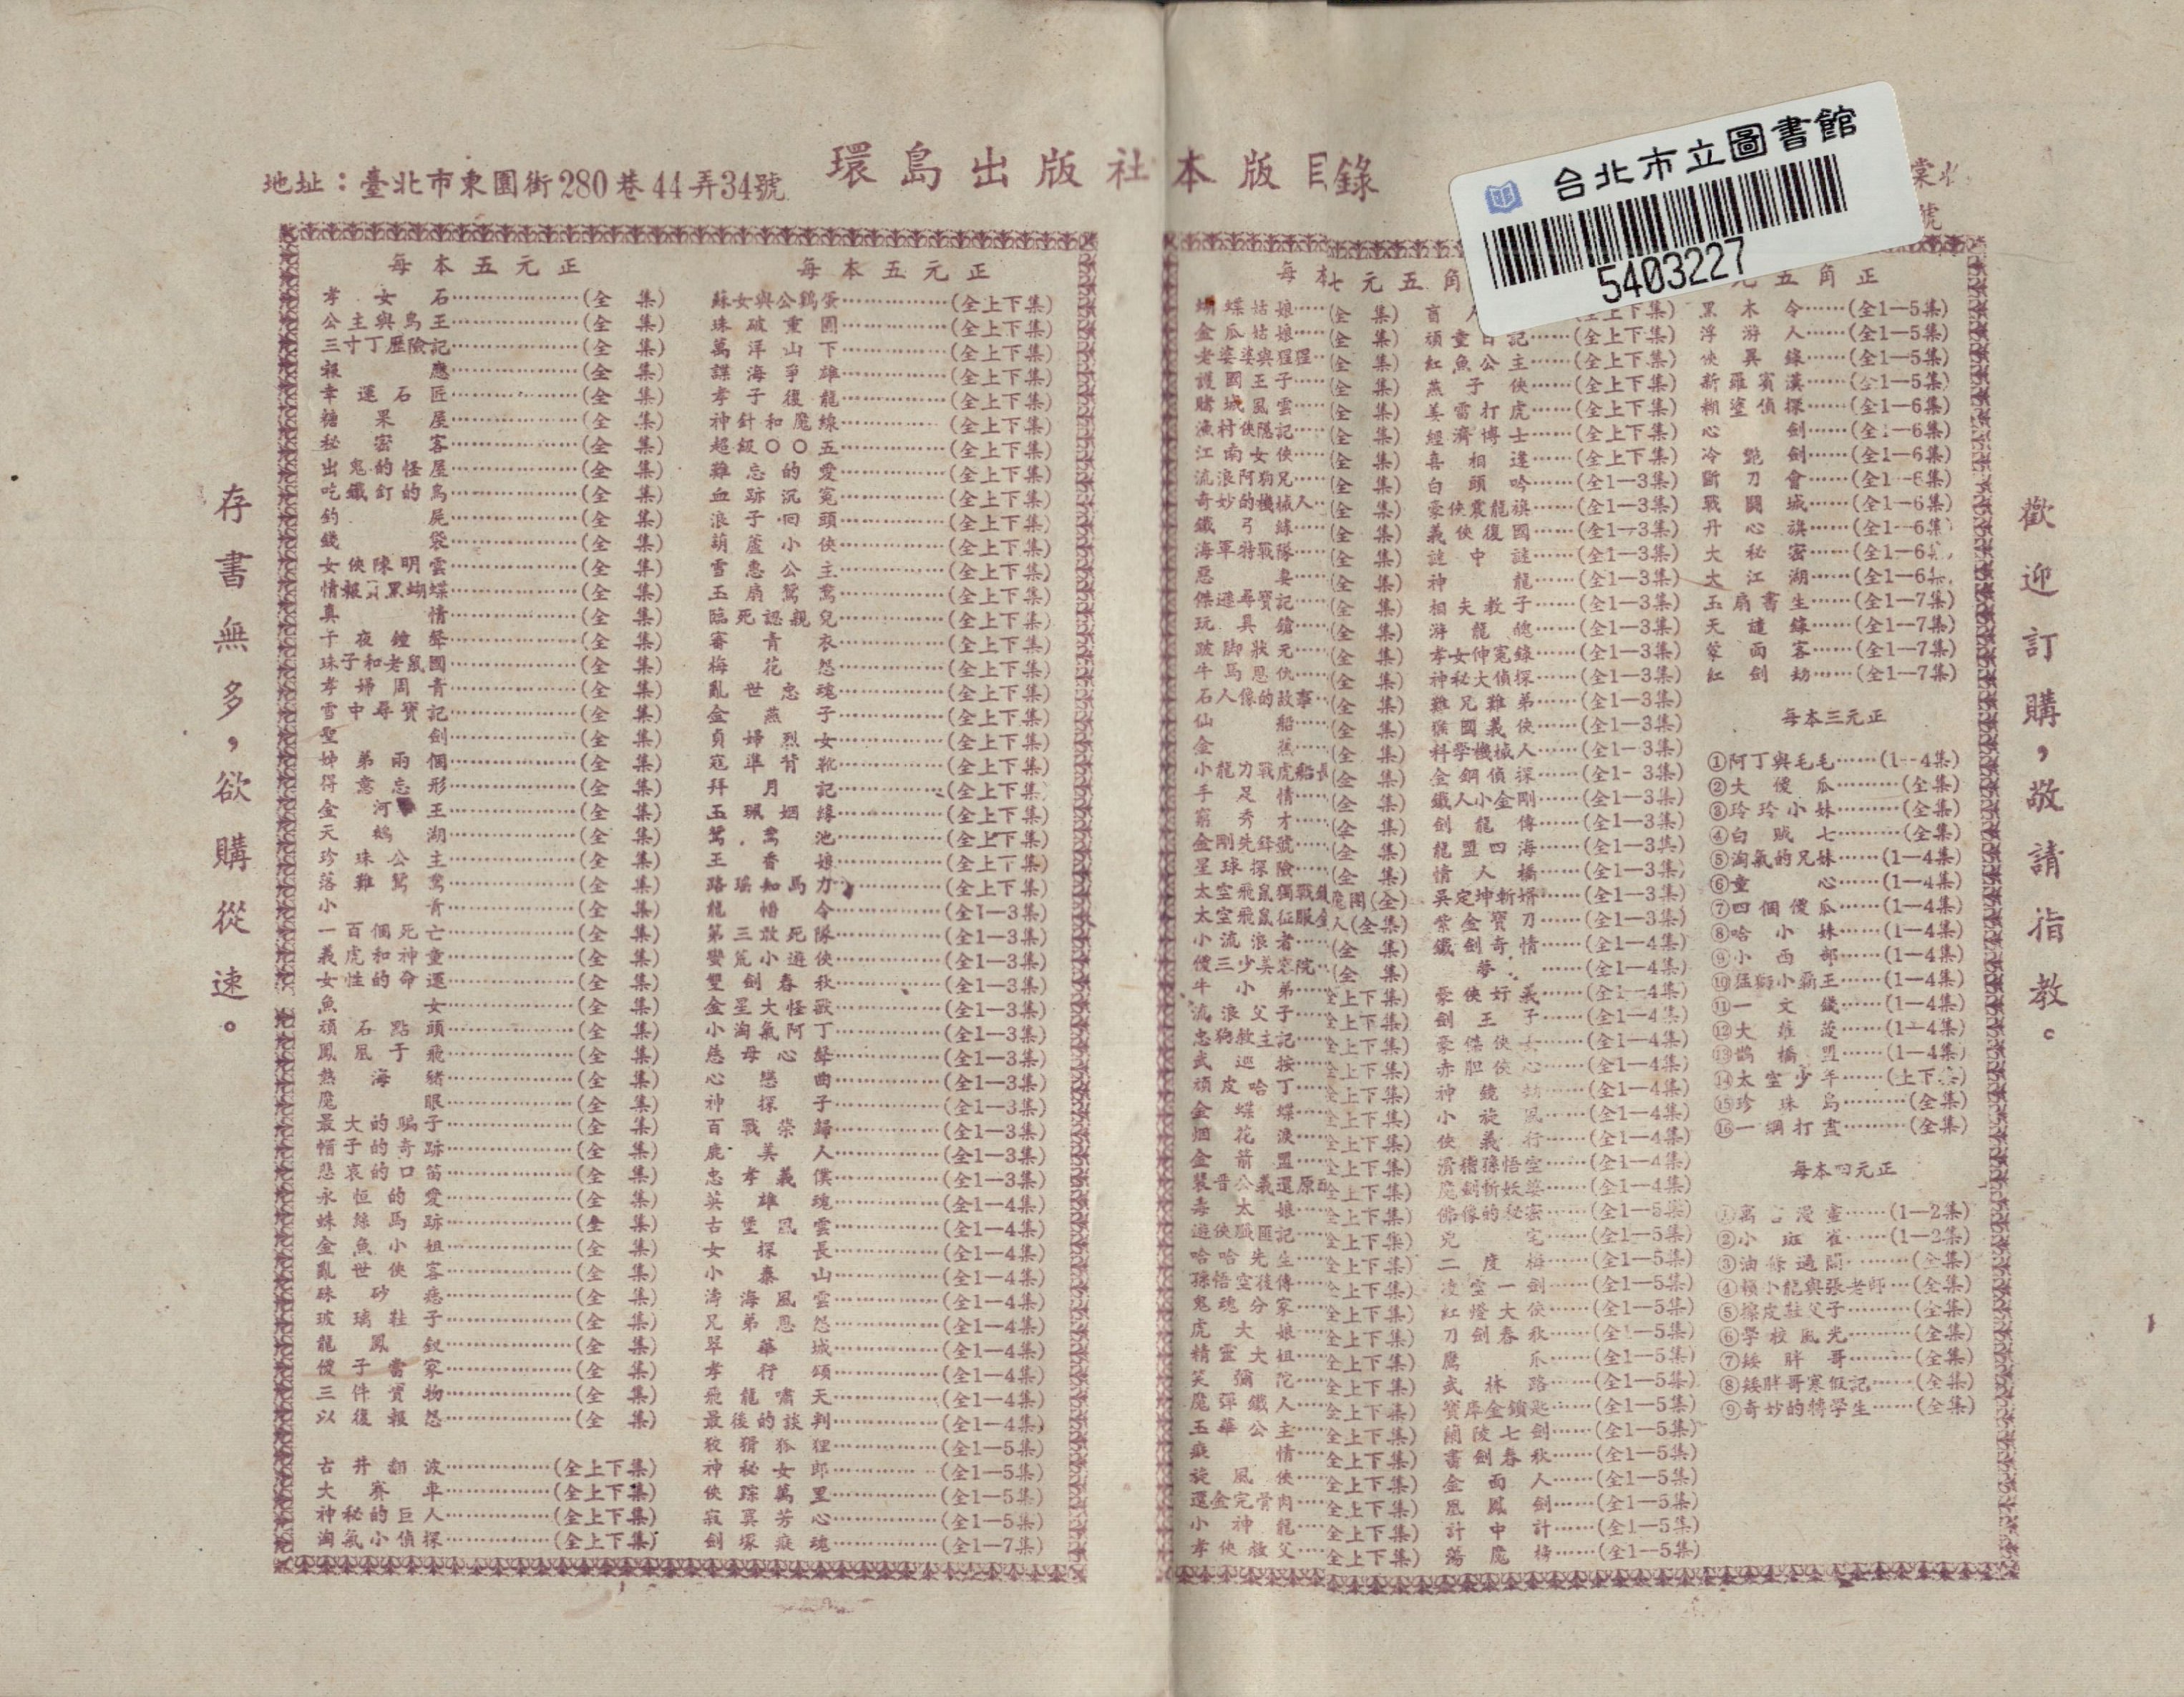 環島出版社本版目錄
地址：臺北市東園街280巷44弄34號
台北市立圖書館
5403227
棠收
號
存書無多，欲購從速。
每本五元正
孝女石………………(全 集)
公主與鳥王………………(全 集)
三寸丁歷險記………………(全 集)
報應………………(全 集)
幸運石匠………………(全 集)
糖果屋………………(全 集)
秘密客………………(全 集)
出鬼的怪屋………………(全 集)
吃鐵釘的鳥………………(全 集)
釣屍………………(全 集)
錢袋………………(全 集)
女俠陳明雲………………(全 集)
情報員黑蝴蝶………………(全 集)
真情………………(全 集)
午夜鐘聲………………(全 集)
珠子和老鼠國………………(全 集)
孝婦周青………………(全 集)
雪中尋寶記………………(全 集)
聖劍………………(全 集)
姊弟兩個………………(全 集)
得意忘形………………(全 集)
金河王………………(全 集)
天鵝湖………………(全 集)
珍珠公主………………(全 集)
落難鴛鴦………………(全 集)
小青………………(全 集)
一百個死亡………………(全 集)
義虎和神童………………(全 集)
女性的命運………………(全 集)
魚女………………(全 集)
頑石點頭………………(全 集)
鳳凰于飛………………(全 集)
熱海豬………………(全 集)
魔眼………………(全 集)
最大的騙子………………(全 集)
帽子的奇跡………………(全 集)
悲哀的口笛………………(全 集)
永恒的愛………………(全 集)
蛛絲馬跡………………(全 集)
金魚小姐………………(全 集)
亂世俠客………………(全 集)
硃砂痣………………(全 集)
玻璃鞋子………………(全 集)
龍鳳釵………………(全 集)
傻子當家………………(全 集)
三件寶物………………(全 集)
以復報怨………………(全 集)
古井翻波……………(全上下集)
大賽車……………(全上下集)
神秘的巨人……………(全上下集)
淘氣小偵探……………(全上下集)
每本五元正
蘇女與公鷄蛋……………(全上下集)
珠破重圓……………(全上下集)
萬洋山下……………(全上下集)
諜海爭雄……………(全上下集)
孝子復龍……………(全上下集)
神針和魔線……………(全上下集)
超級〇〇五……………(全上下集)
難忘的愛……………(全上下集)
血跡沉冤……………(全上下集)
浪子回頭……………(全上下集)
葫蘆小俠……………(全上下集)
雪惠公主……………(全上下集)
玉扇鴛鴦……………(全上下集)
臨死認親兒……………(全上下集)
審青衣……………(全上下集)
梅花怨……………(全上下集)
亂世忠魂……………(全上下集)
金燕子……………(全上下集)
貞婦烈女……………(全上下集)
寇準背靴……………(全上下集)
拜月記……………(全上下集)
玉珮姻緣……………(全上下集)
鴛鴦池……………(全上下集)
王香娘……………(全上下集)
路遙知馬力……………(全上下集)
龍幡令……………(全1—3集)
第三敢死隊……………(全1—3集)
蠻荒小遊俠……………(全1—3集)
雙劍春秋……………(全1—3集)
金星大怪獸……………(全1—3集)
小淘氣阿丁……………(全1—3集)
慈母心聲……………(全1—3集)
心戀曲……………(全1—3集)
神探子……………(全1—3集)
百戰榮歸……………(全1—3集)
鹿美人……………(全1—3集)
忠孝義僕……………(全1—3集)
英雄魂……………(全1—4集)
古堡風雲……………(全1—4集)
女探長……………(全1—4集)
小泰山……………(全1—4集)
濤海風雲……………(全1—4集)
兄弟恩怨……………(全1—4集)
翠華城……………(全1—4集)
孝行頌……………(全1—4集)
飛龍嘯天……………(全1—4集)
最後的談判……………(全1—4集)
狡猾狐狸……………(全1—5集)
神秘女郎……………(全1—5集)
俠踪萬里……………(全1—5集)
寂寞芳心……………(全1—5集)
劍塚癡魂……………(全1—7集)
每本七元五角
蝴蝶姑娘……(全 集)
金瓜姑娘……(全 集)
老婆婆與猩猩……(全 集)
護國王子……(全 集)
賭城風雲……(全 集)
漁村俠隱記……(全 集)
江南女俠……(全 集)
流浪阿狗兄……(全 集)
奇妙的機械人……(全 集)
鐵弓緣……(全 集)
海軍特戰隊……(全 集)
惡妻……(全 集)
傑遜尋寶記……(全 集)
玩具鎗……(全 集)
跛脚狀元……(全 集)
牛馬恩仇……(全 集)
石人像的故事……(全 集)
仙船……(全 集)
金蕉……(全 集)
小龍力戰虎船長(全 集)
手足情……(全 集)
窮秀才……(全 集)
金剛先鋒號……(全 集)
星球探險……(全 集)
太空飛鼠獨戰魔團(全)
太空飛鼠征服人(全集)
小流浪者……(全 集)
傻三少美容院…(全 集)
牛小弟……全上下集)
流浪父子……全上下集)
忠狗救主記……全上下集)
武巡按……全上下集)
頑皮哈丁……全上下集)
金蝶蝶……全上下集)
烟花淚……全上下集)
金箭盟……全上下集)
裴晋公義還原配全上下集)
毒太娘……全上下集)
遊俠殲匪記……全上下集)
哈哈先生……全上下集)
孫悟空後傳……全上下集)
鬼魂分家……全上下集)
虎大娘……全上下集)
精靈大姐……全上下集)
笑彌陀……全上下集)
魔彈鐵人……全上下集)
玉華公主……全上下集)
癡情……全上下集)
旋風俠……全上下集)
還金完骨肉……全上下集)
小神龍……全上下集)
孝俠救父……全上下集)
頑童日記……(全上下集)
紅魚公主……(全上下集)
燕子俠……(全上下集)
姜雷打虎……(全上下集)
經濟博士……(全上下集)
喜相逢……(全上下集)
白頭吟……(全1—3集)
豪俠震龍旗……(全1—3集)
義俠復國……(全1—3集)
謎中謎……(全1—3集)
神龍……(全1—3集)
相夫教子……(全1—3集)
游龍魄……(全1—3集)
孝女伸冤錄……(全1—3集)
神秘大偵探……(全1—3集)
難兄難弟……(全1—3集)
猴國義俠……(全1—3集)
科學機械人……(全1—3集)
金鋼偵探……(全1—3集)
鐵人小金剛……(全1—3集)
劍龍傳……(全1—3集)
龍盟四海……(全1—3集)
情人橋……(全1—3集)
吳定坤斬婿……(全1—3集)
紫金寶刀……(全1—3集)
鐵劍奇情……(全1—4集)
夢……(全1—4集)
豪俠好義……(全1—4集)
劍王子……(全1—4集)
豪傑俠女……(全1—4集)
赤胆俠心……(全1—4集)
神鏡劫……(全1—4集)
小旋風……(全1—4集)
俠義行……(全1—4集)
滑稽孫悟空……(全1—4集)
魔劍斬妖婆……(全1—4集)
佛像的秘密……(全1—5集)
兇宅……(全1—5集)
二度梅……(全1—5集)
凌空一劍……(全1—5集)
紅燈大俠……(全1—5集)
刀劍春秋……(全1—5集)
鷹爪……(全1—5集)
武林路……(全1—5集)
寶庫金鎖匙……(全1—5集)
蘭陵七劍……(全1—5集)
書劍春秋……(全1—5集)
金面人……(全1—5集)
鳳凰劍……(全1—5集)
計中計……(全1—5集)
蕩魔椅……(全1—5集)
元五角正
黑木令……(全1—5集)
浮游人……(全1—5集)
俠異緣……(全1—5集)
新羅賓漢……(全1—5集)
糊塗偵探……(全1—6集)
心劍……(全1—6集)
冷艷劍……(全1—6集)
斷刀會……(全1—6集)
戰鬪城……(全1—6集)
丹心旗……(全1—6集)
大秘密……(全1—6集)
大江湖……(全1—6集)
玉扇書生……(全1—7集)
天譴錄……(全1—7集)
蒙面客……(全1—7集)
紅劍劫……(全1—7集)
每本三元正
①阿丁與毛毛……(1—4集)
②大傻瓜………(全集)
③玲玲小妹………(全集)
④白賊七………(全集)
⑤淘氣的兄妹……(1—4集)
⑥童心……(1—4集)
⑦四個傻瓜……(1—4集)
⑧哈小妹……(1—4集)
⑨小西部……(1—4集)
⑩猛獅小霸王……(1—4集)
⑪一文錢……(1—4集)
⑫大蘿蔔……(1—4集)
⑬鵲橋盟……(1—4集)
⑭太空少年……(上下集)
⑮珍珠島………(全集)
⑯一網打盡………(全集)
每本四元正
①寓言漫畫……(1—2集)
②小斑雀……(1—2集)
③油條過關………(全集)
④賴小龍與張老師…(全集)
⑤擦皮鞋父子………(全集)
⑥學校風光………(全集)
⑦矮胖哥………(全集)
⑧矮胖哥寒假記……(全集)
⑨奇妙的轉學生……(全集)
歡迎訂購，敬請指教。